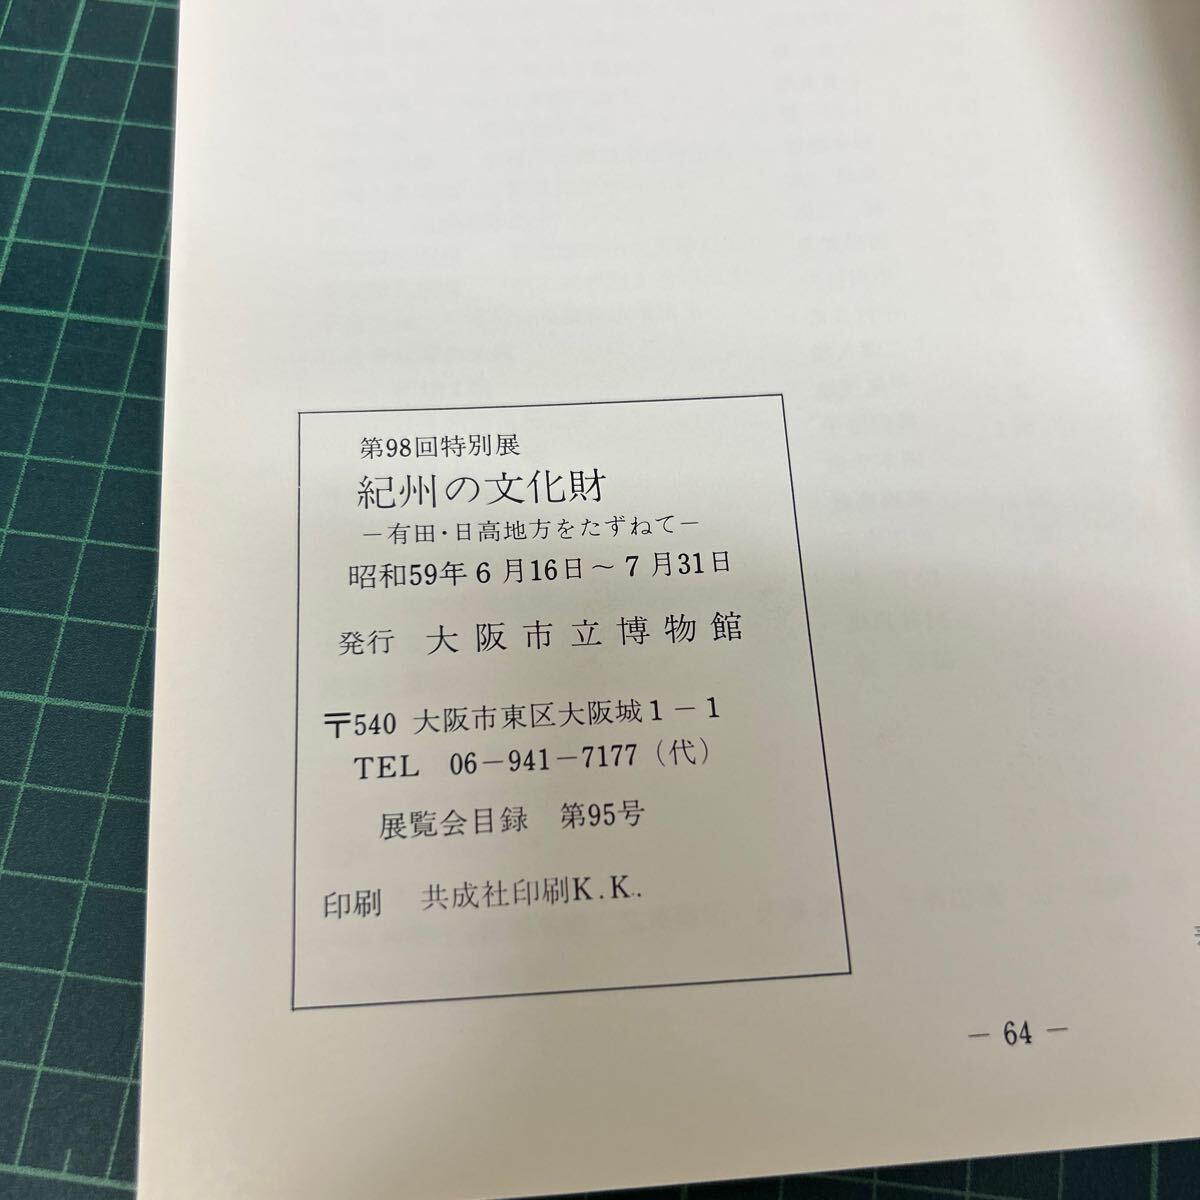 第98回特別展
紀州の文化財
－有田・日高地方をたずねて－
昭和59年6月16日～7月31日
発行　大阪市立博物館
〒540 大阪市東区大阪城1－1
TEL　06－941－7177（代）
展覧会目録　第95号
印刷　共成社印刷K.K.
－64－